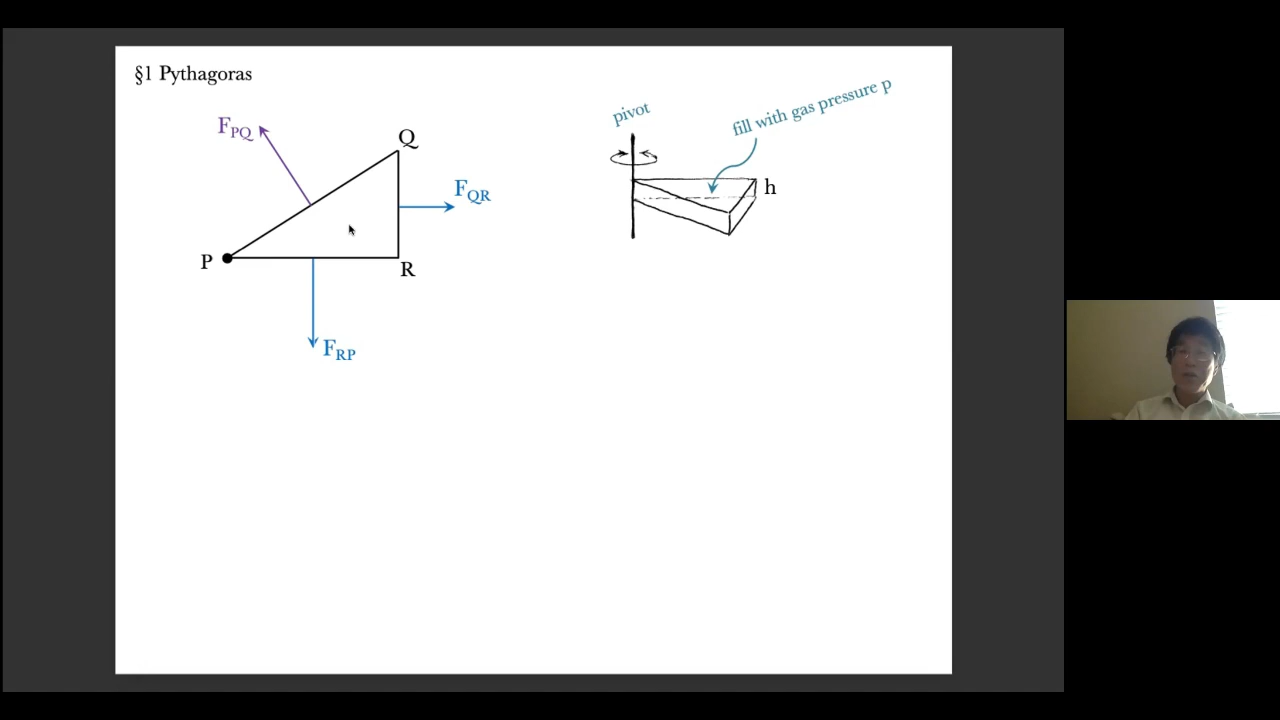 §1 Pythagoras
F_PQ
Q
F_QR
P
R
F_RP
pivot
fill with gas pressure p
h